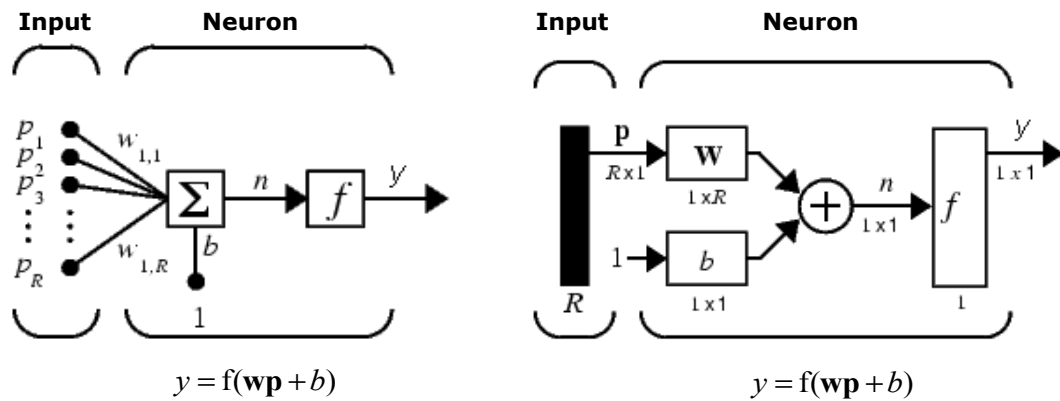 Input Neuron
p1 w1,1
p2
p3
Σ n f y
b
pR w1,R
1
y = f(wp + b)
Input Neuron
p R x 1 W 1 x R
n 1 x 1 f y 1 x 1
1 b 1 x 1
R 1
y = f(wp + b)